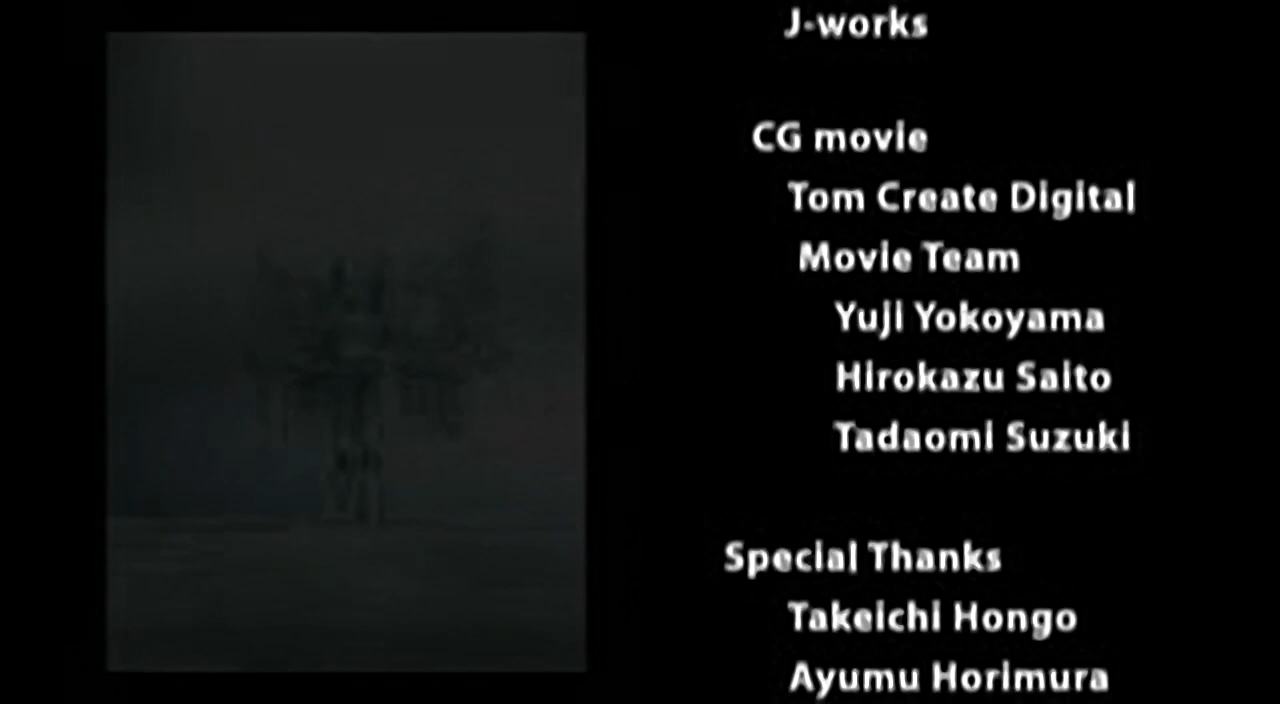 J-works
CG movie
Tom Create Digital
Movie Team
Yuji Yokoyama
Hirokazu Saito
Tadaomi Suzuki
Special Thanks
Takeichi Hongo
Ayumu Horimura